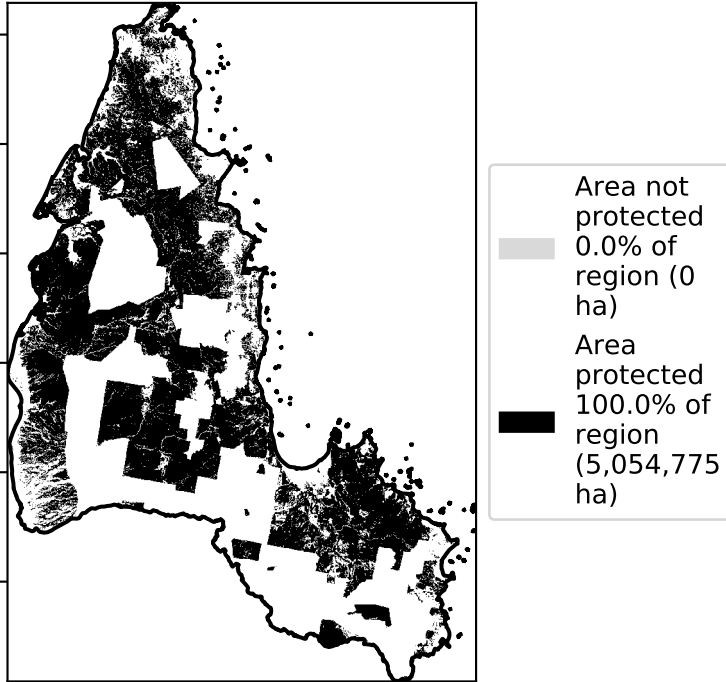 Area not
protected
0.0% of
region (0
ha)
Area
protected
100.0% of
region
(5,054,775
ha)